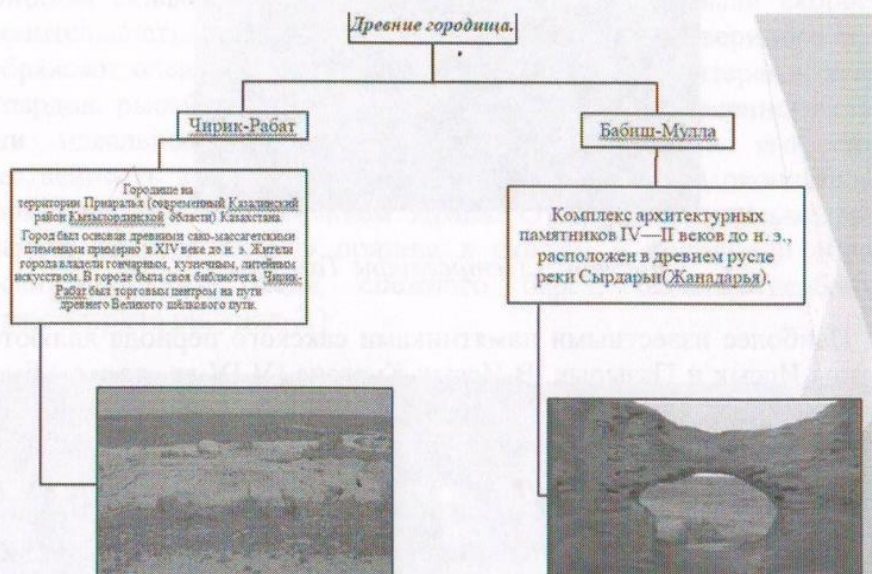 Древние городища.
Чирик-Рабат
Бабиш-Мулла
Городище на
территории Приаралья (современный Казалинский
район Кызылординской области) Казахстана.
Город был основан древними сако-массагетскими
племенами примерно в XIV веке до н. э. Жители
города владели гончарным, кузнечным, литейным
искусством. В городе была своя библиотека. Чирик-
Рабат был торговым центром на пути
древнего Великого шёлкового пути.
Комплекс архитектурных
памятников IV—II веков до н. э.,
расположен в древнем русле
реки Сырдарья(Жанадарья).